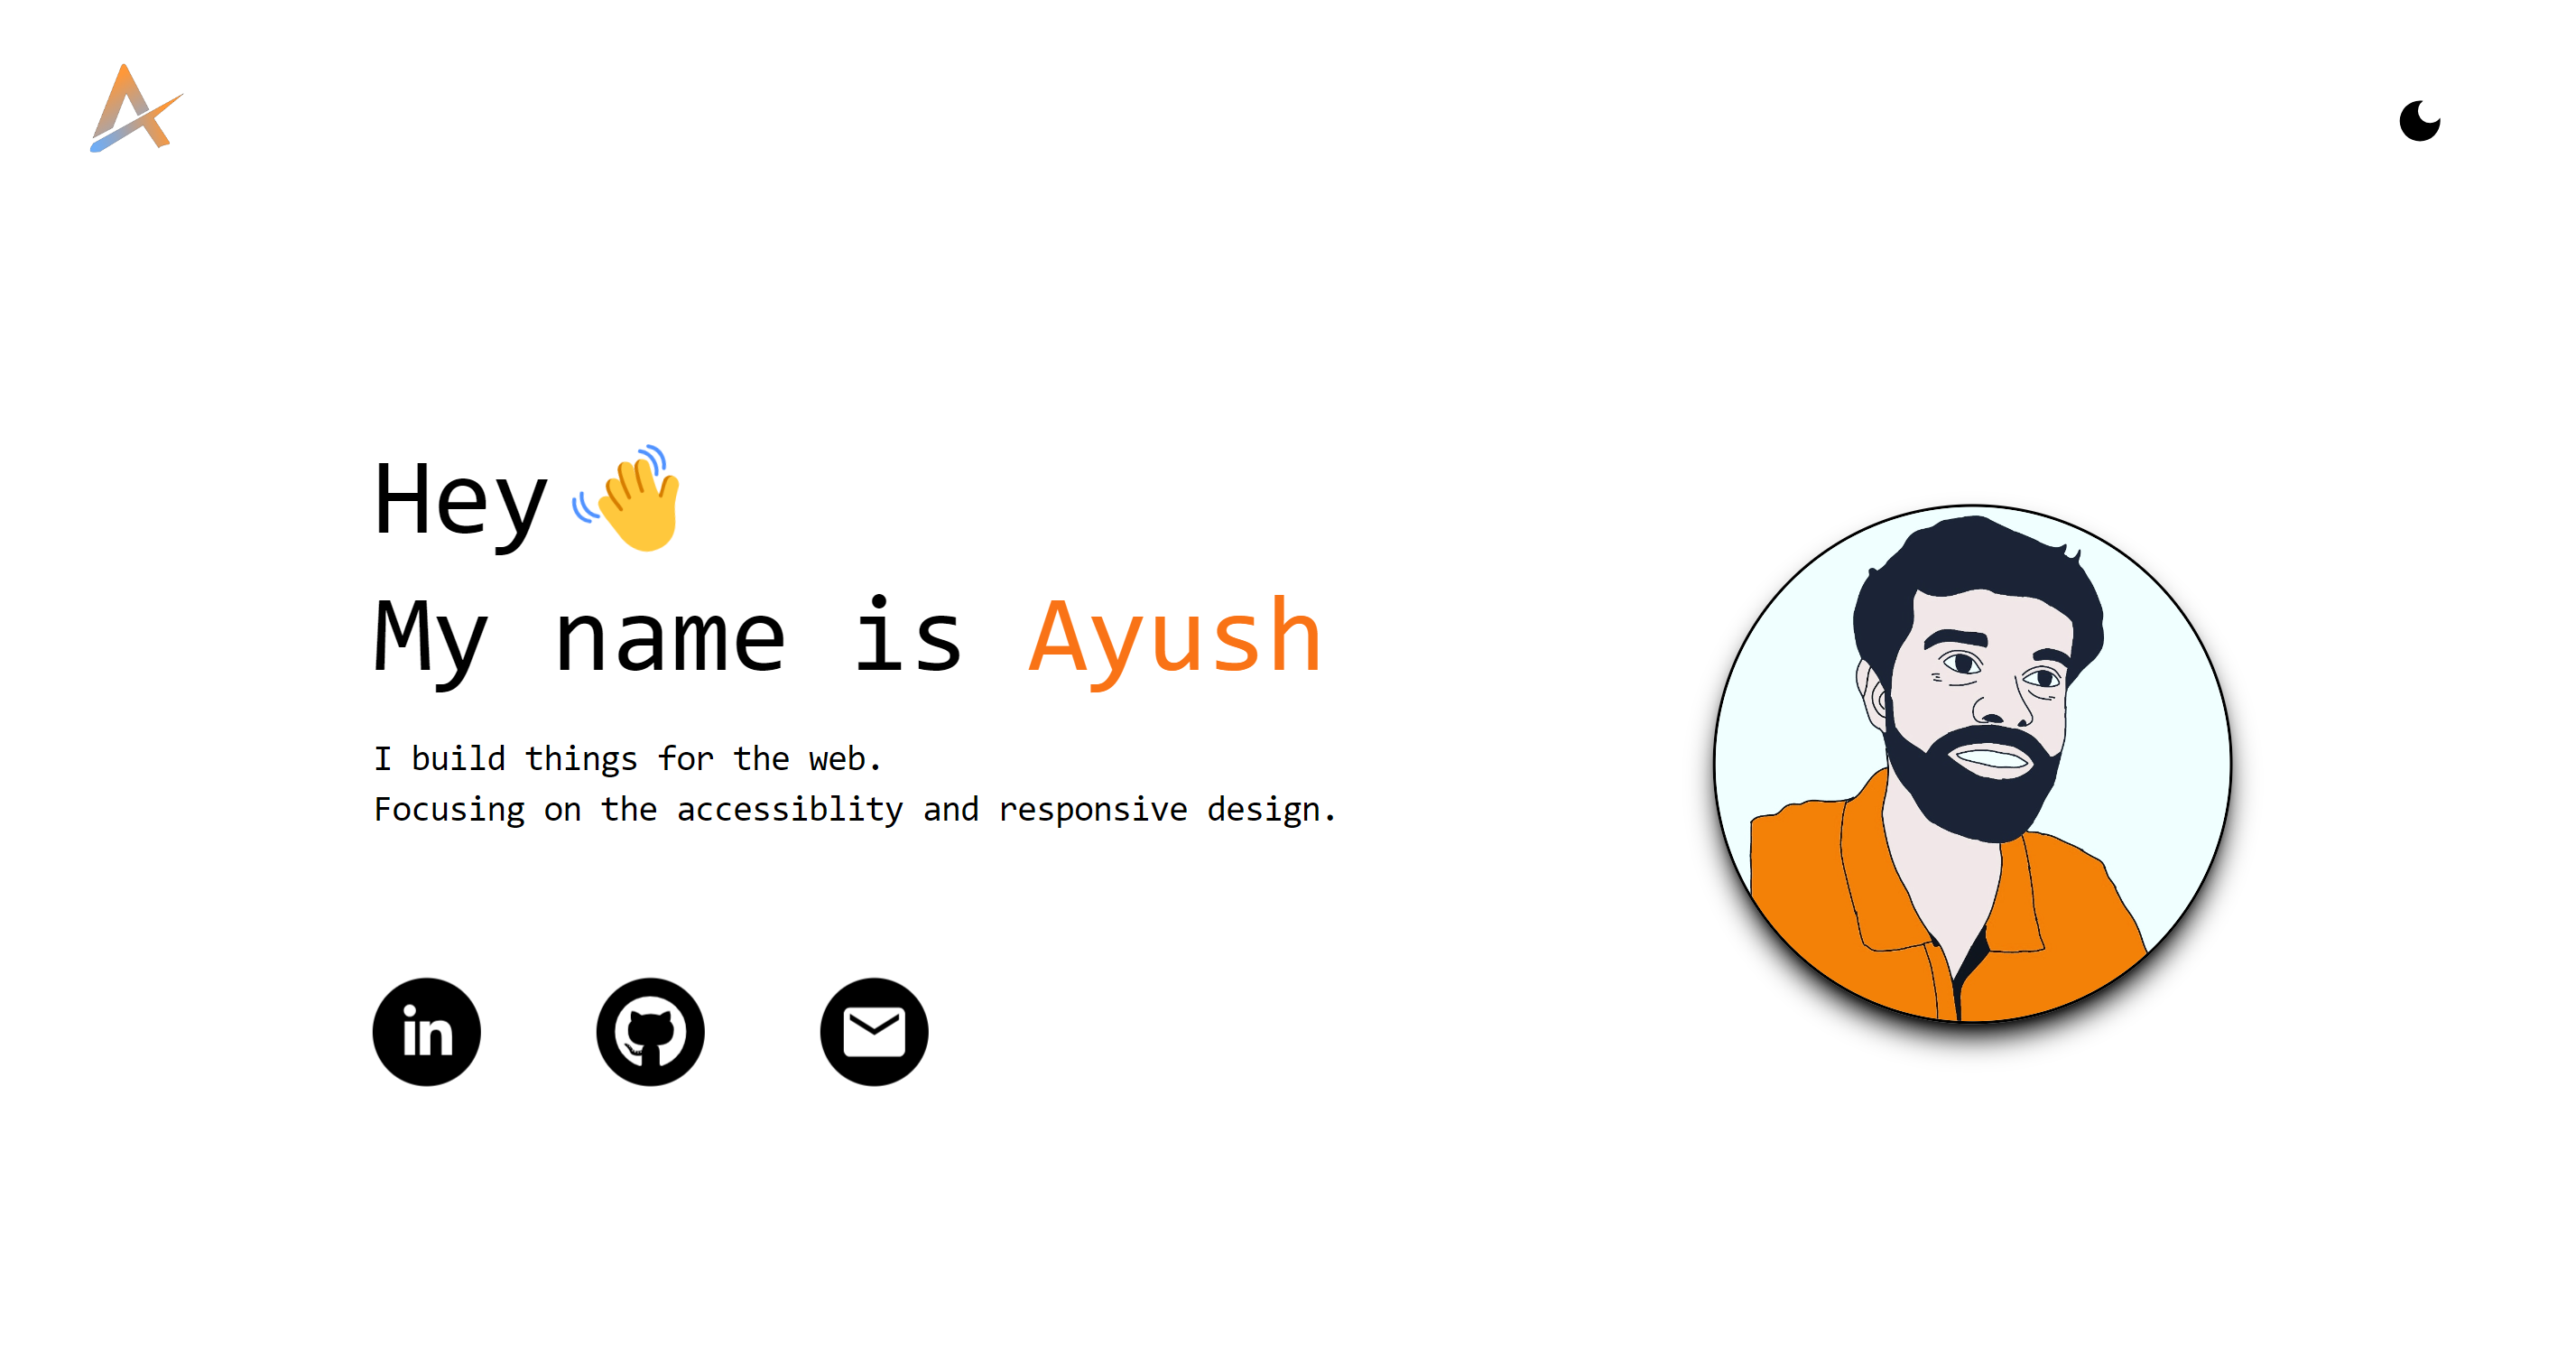 Hey
My name is Ayush
I build things for the web.
Focusing on the accessiblity and responsive design.
in